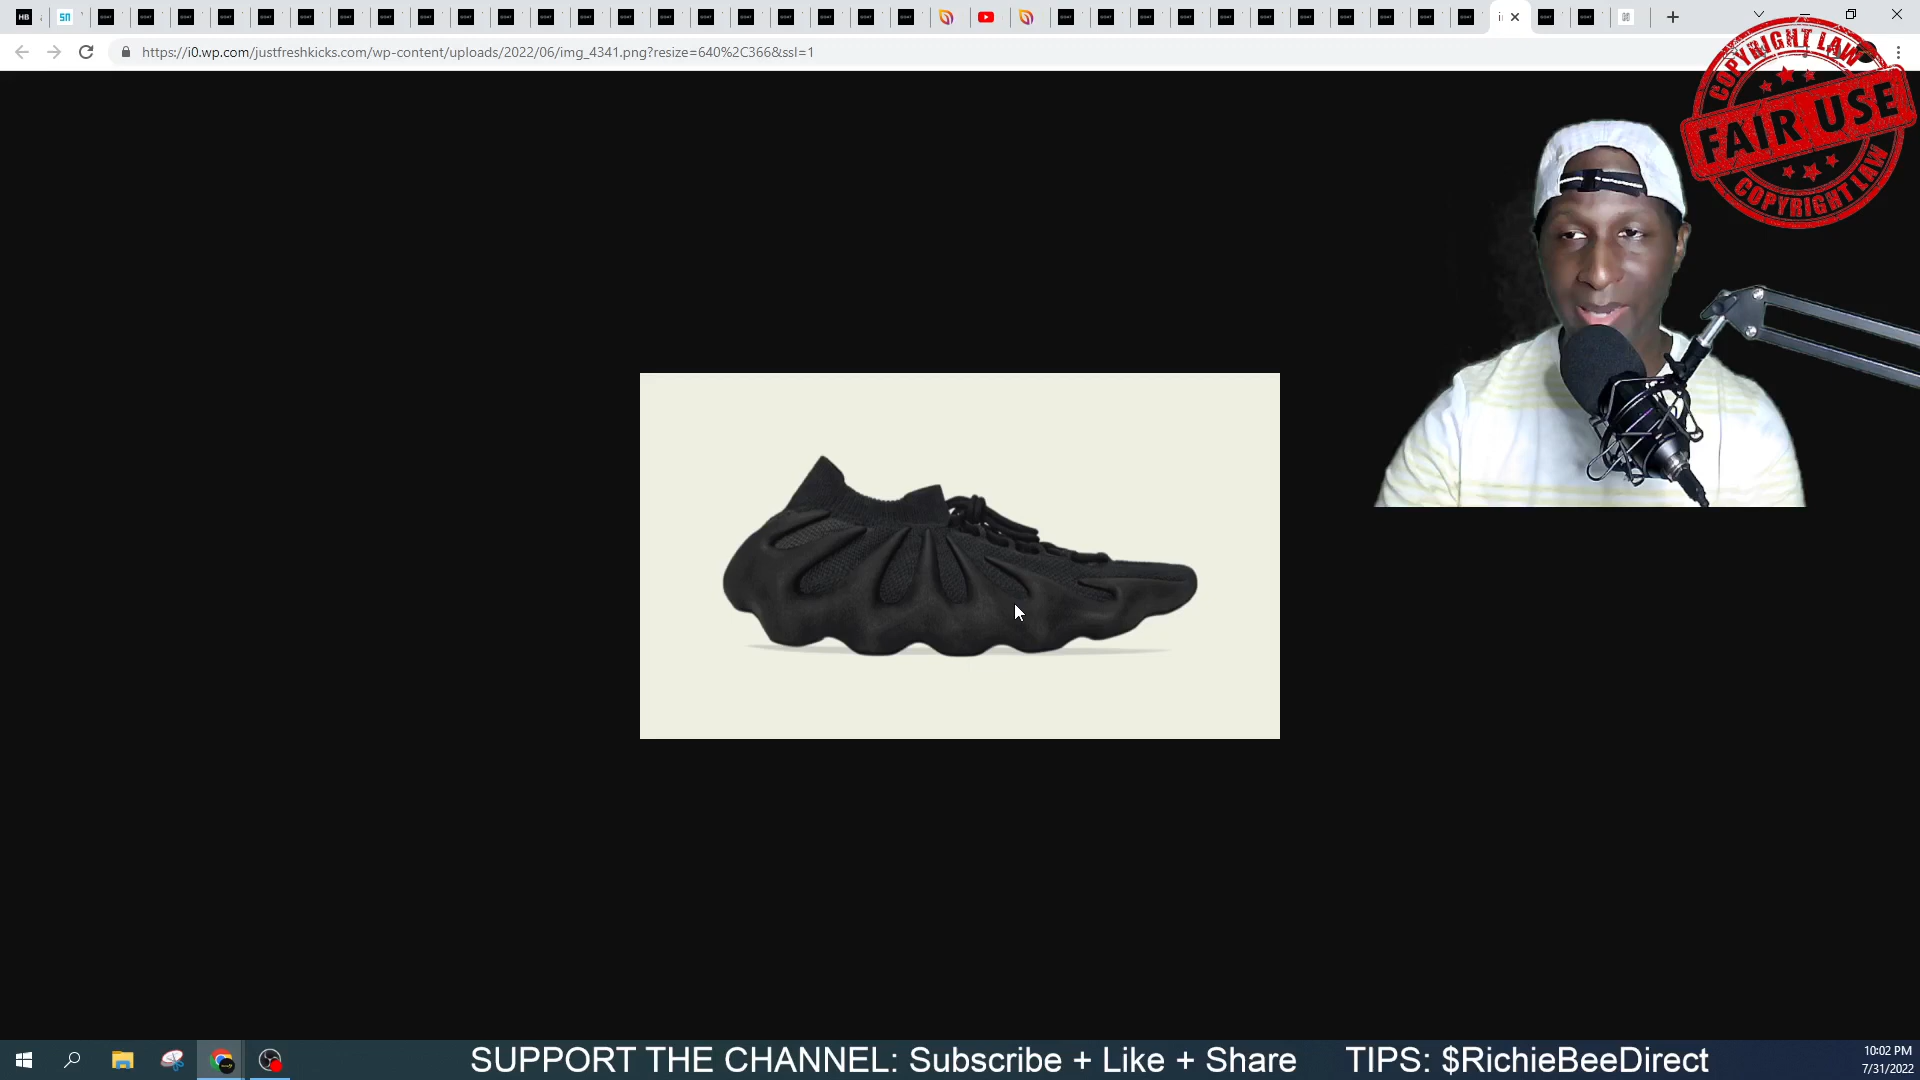 HB
https://i0.wp.com/justfreshkicks.com/wp-content/uploads/2022/06/img_4341.png?resize=640%2C366&ssl=1
COPYRIGHT LAW
FAIR USE
COPYRIGHT LAW
SUPPORT THE CHANNEL: Subscribe + Like + Share TIPS: $RichieBeeDirect
10:02 PM
7/31/2022